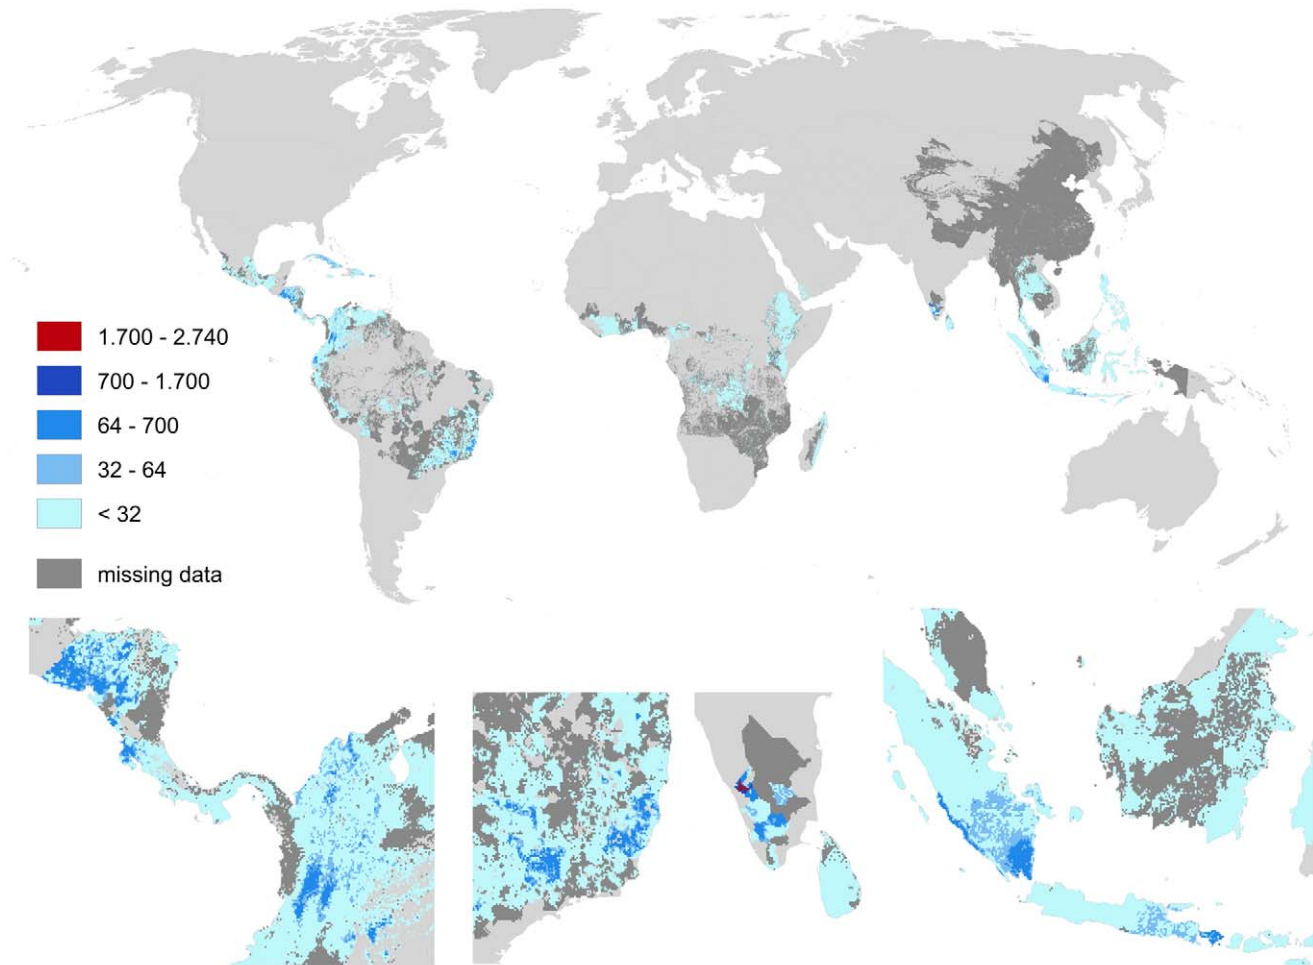 1.700 - 2.740
700 - 1.700
64 - 700
32 - 64
< 32
missing data